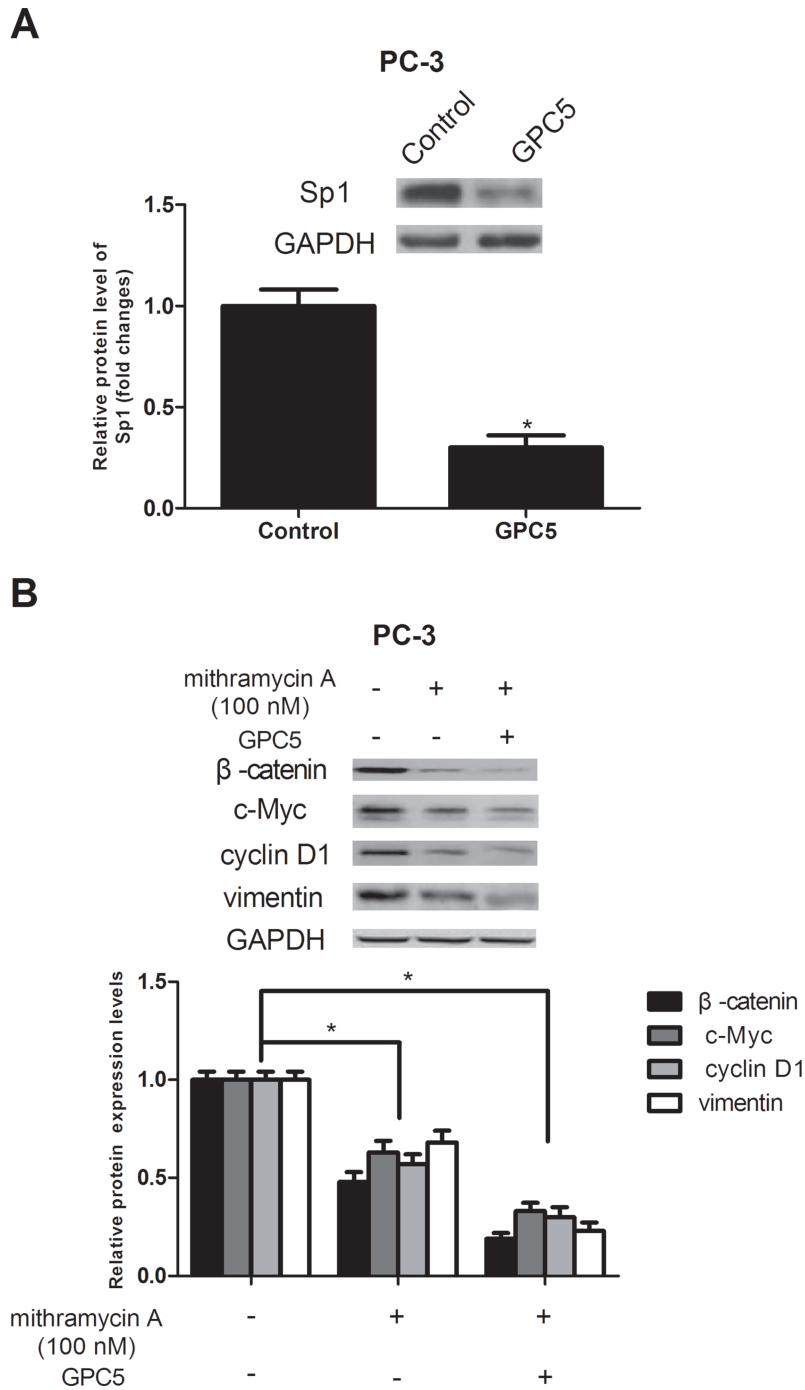 A
PC-3
Control GPC5
Sp1
GAPDH
Relative protein level of
Sp1 (fold changes)
1.5
1.0
0.5
0.0
*
Control GPC5
B
PC-3
mithramycin A - + +
(100 nM)
GPC5 - - +
β -catenin
c-Myc
cyclin D1
vimentin
GAPDH
Relative protein expression levels
1.5
1.0
0.5
0.0
*
*
β -catenin
c-Myc
cyclin D1
vimentin
mithramycin A - + +
(100 nM)
GPC5 - - +